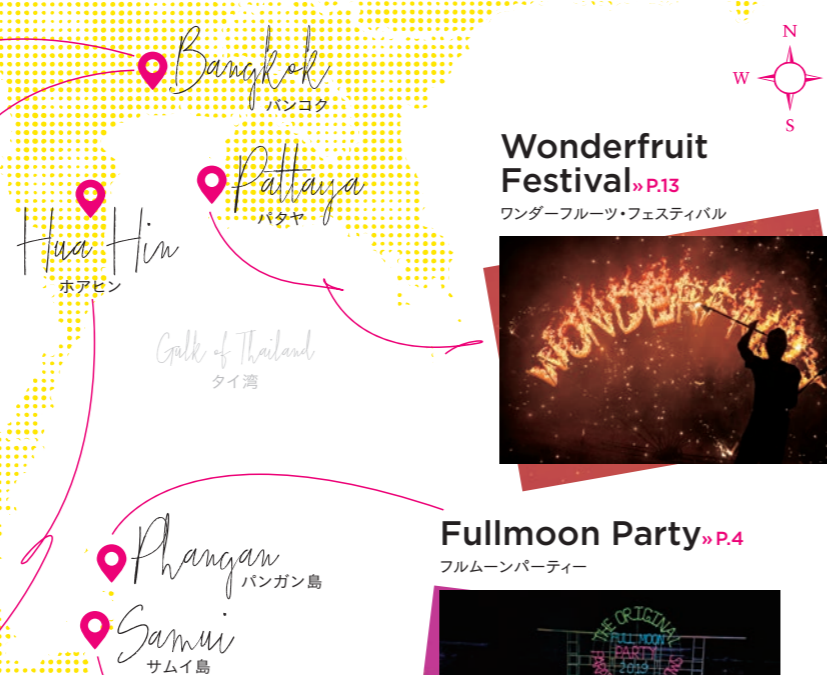 Bangkok
バンコク
N
W
S
Pattaya
パタヤ
Hua Hin
ホアヒン
Wonderfruit
Festival»P.13
ワンダーフルーツ・フェスティバル
WONDERFRUIT
Gulk of Thailand
タイ湾
Phangan
パンガン島
Samui
サムイ島
Fullmoon Party»P.4
フルムーンパーティー
THE ORIGINAL
FULL MOON
PARTY
2019